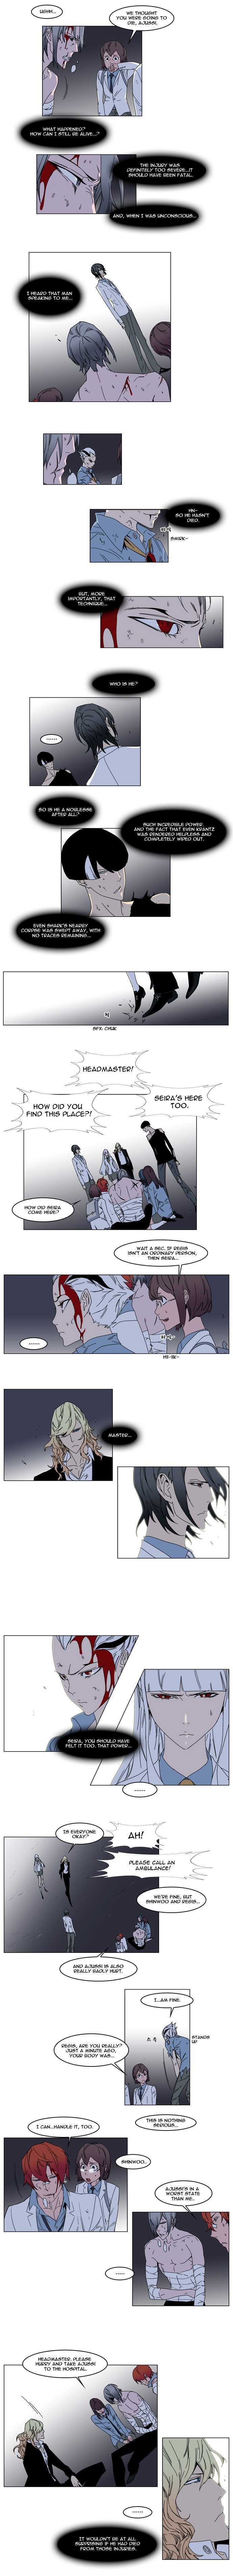 UGHH...
WE THOUGHT
YOU WERE GOING TO
DIE, AJUSSI.
WHAT HAPPENED?
HOW CAN I STILL BE ALIVE...?
THE INJURY WAS
DEFINITELY TOO SEVERE...IT
SHOULD HAVE BEEN FATAL.
AND, WHEN I WAS UNCONSCIOUS...
I HEARD THAT MAN
SPEAKING TO ME...
HN~
SO HE HASN'T
DIED.
SMIRK~
BUT, MORE
IMPORTANTLY, THAT
TECHNIQUE...
WHO IS HE?
......
SO IS HE A NOBLESSE
AFTER ALL?
SUCH INCREDIBLE POWER.
AND THE FACT THAT EVEN KRANTZ
WAS RENDERED HELPLESS AND
COMPLETELY WIPED OUT.
EVEN SHARK'S NEARBY
CORPSE WAS SWEPT AWAY, WITH
NO TRACES REMAINING...
SFX: CHUK
HEADMASTER!
HOW DID YOU
FIND THIS PLACE?!
SEIRA'S HERE
TOO.
HOW DID SEIRA
COME HERE?
WAIT A SEC. IF REGIS
ISN'T AN ORDINARY PERSON,
THEN SEIRA...
......
HE-IK~
MASTER...
SERA, YOU SHOULD HAVE
FELT IT TOO. THAT POWER...
......
IS EVERYONE
OKAY?
AH!
PLEASE CALL AN
AMBULANCE!
WE'RE FINE, BUT
SHINWOO AND REGIS...
AND AJUSSI IS ALSO
REALLY BADLY HURT.
I...AM FINE.
STANDS
UP
REGIS, ARE YOU REALLY?
JUST A MINUTE AGO,
YOUR BODY WAS...
THIS IS NOTHING
SERIOUS...
I CAN...HANDLE IT, TOO.
SHINWOO..
AJUSSI'S IN A
WORST STATE
THAN ME..
......
HEADMASTER, PLEASE
HURRY AND TAKE AJUSSI
TO THE HOSPITAL.
......
IT WOULDN'T BE AT ALL
SURPRISING IF HE HAD DIED
FROM THOSE INJURIES.